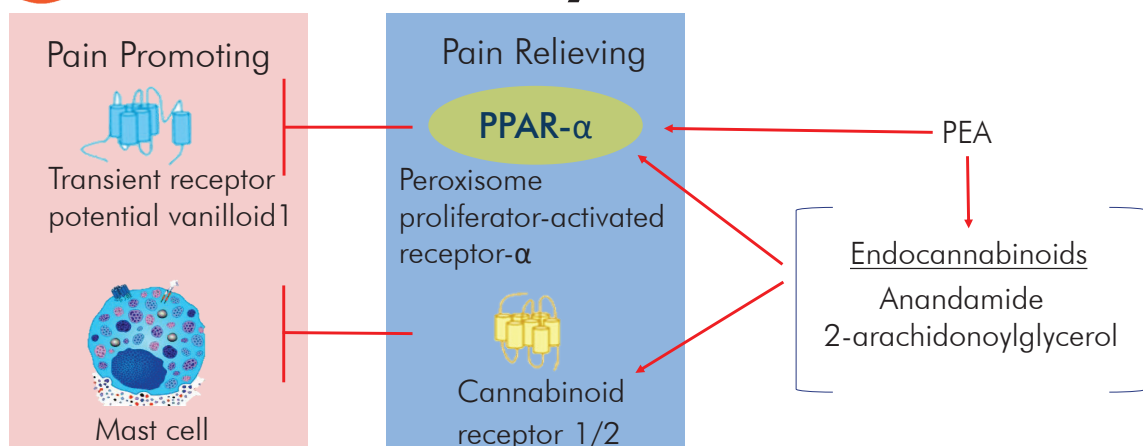 Pain Promoting
Transient receptor
potential vanilloid1
Mast cell
Pain Relieving
PPAR-α
Peroxisome
proliferator-activated
receptor-α
Cannabinoid
receptor 1/2
PEA
Endocannabinoids
Anandamide
2-arachidonoylglycerol